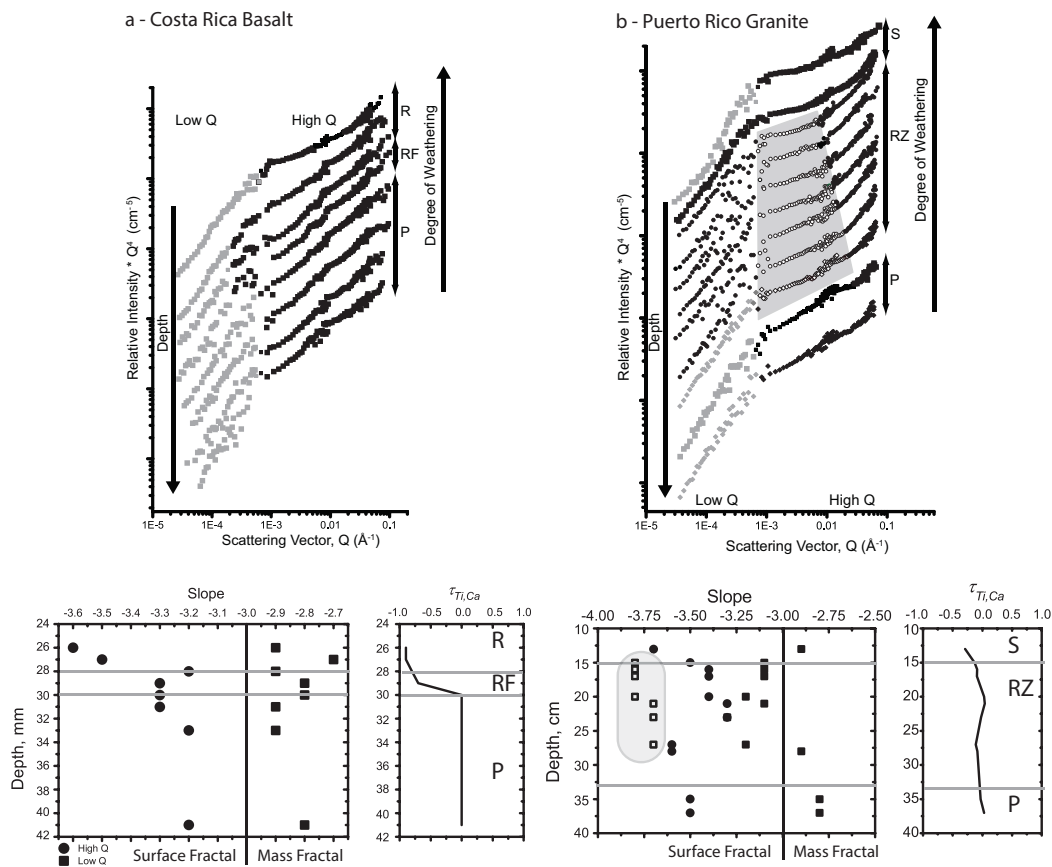 a - Costa Rica Basalt
b - Puerto Rico Granite
Relative Intensity * Q⁴ (cm⁻⁵)
Low Q
High Q
R
RF
P
Depth
Degree of Weathering
1E-5 1E-4 1E-3 0.01 0.1
Scattering Vector, Q (Å⁻¹)
Relative Intensity * Q⁴ (cm⁻⁵)
S
RZ
P
Depth
Degree of Weathering
Low Q
High Q
1E-5 1E-4 1E-3 0.01 0.1
Scattering Vector, Q (Å⁻¹)
Slope
-3.6 -3.5 -3.4 -3.3 -3.2 -3.1 -3.0 -2.9 -2.8 -2.7
Depth, mm
24
26
28
30
32
34
36
38
40
42
Surface Fractal
Mass Fractal
High Q
Low Q
τTi,Ca
-1.0 -0.5 0.0 0.5 1.0
24
26
28
30
32
34
36
38
40
42
R
RF
P
Slope
-4.00 -3.75 -3.50 -3.25 -3.00 -2.75 -2.50
Depth, cm
10
15
20
25
30
35
40
Surface Fractal
Mass Fractal
τTi,Ca
-1.0 -0.5 0.0 0.5 1.0
10
15
20
25
30
35
40
S
RZ
P